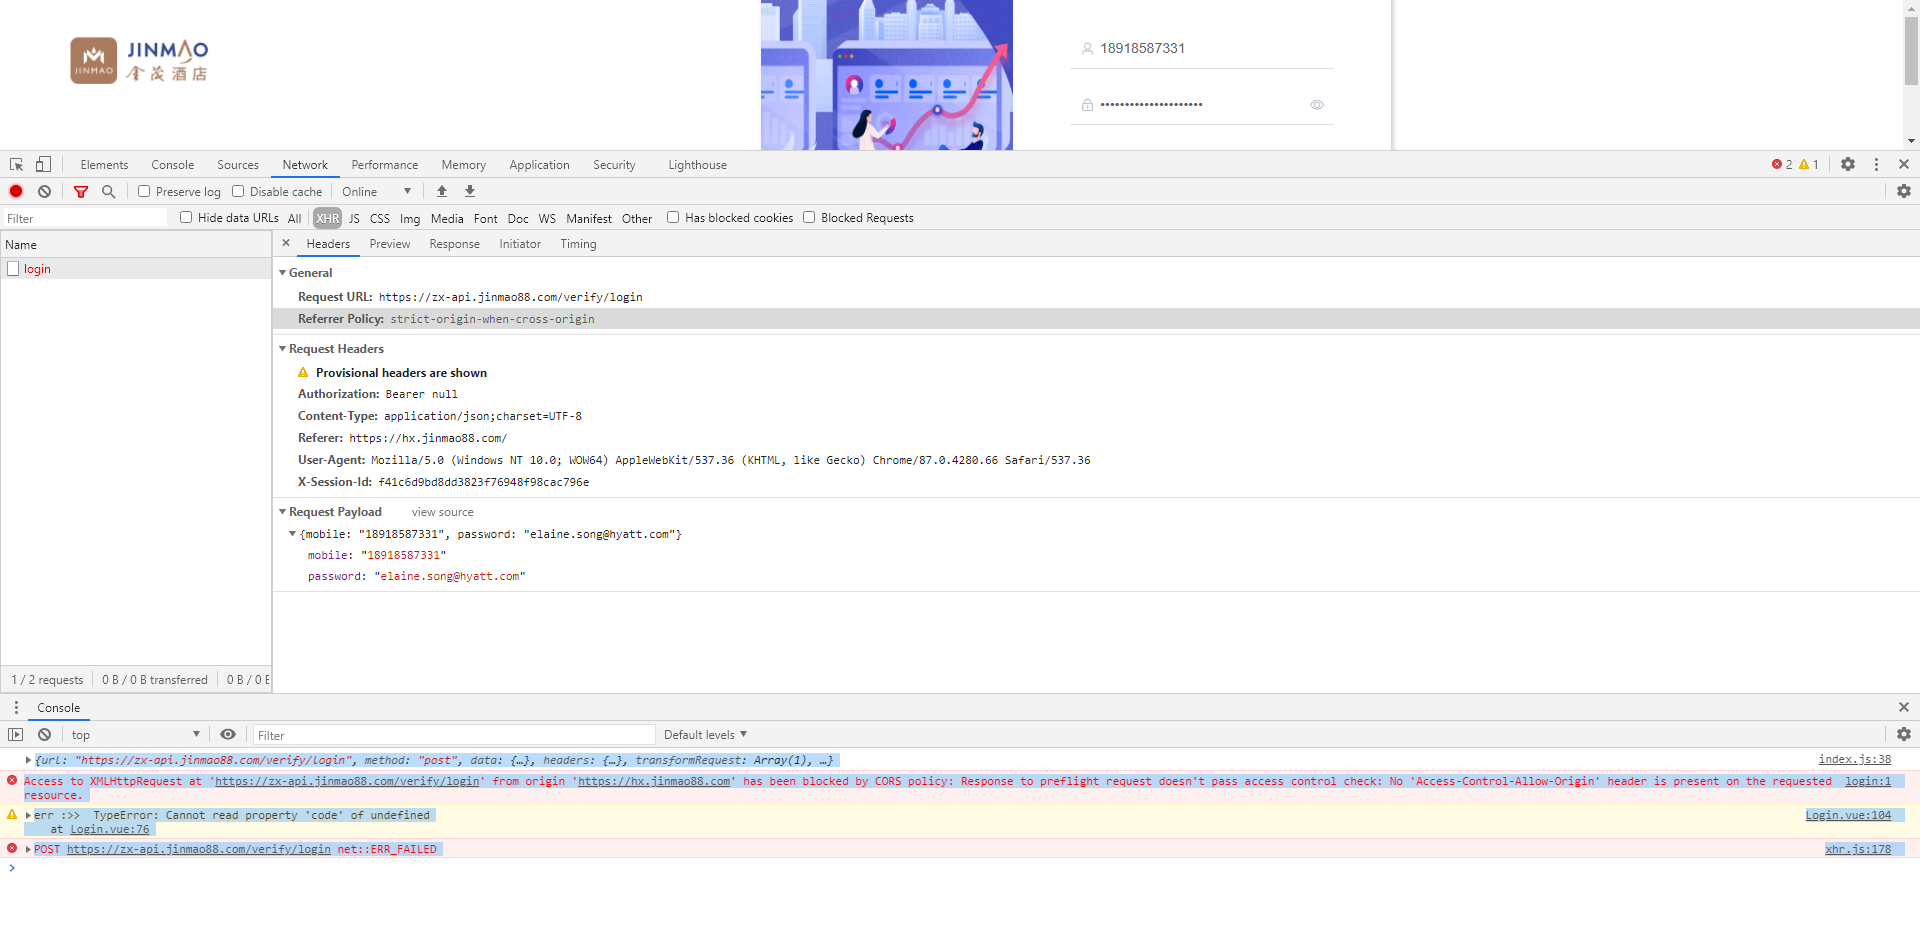 JINMAO
JINMAO
金茂酒店
18918587331
•••••••••••••••••••••
Elements Console Sources Network Performance Memory Application Security Lighthouse 2 1
Preserve log Disable cache Online
Filter Hide data URLs All XHR JS CSS Img Media Font Doc WS Manifest Other Has blocked cookies Blocked Requests
Name Headers Preview Response Initiator Timing
login
General
Request URL: https://zx-api.jinmao88.com/verify/login
Referrer Policy: strict-origin-when-cross-origin
Request Headers
Provisional headers are shown
Authorization: Bearer null
Content-Type: application/json;charset=UTF-8
Referer: https://hx.jinmao88.com/
User-Agent: Mozilla/5.0 (Windows NT 10.0; WOW64) AppleWebKit/537.36 (KHTML, like Gecko) Chrome/87.0.4280.66 Safari/537.36
X-Session-Id: f41c6d9bd8dd3823f76948f98cac796e
Request Payload view source
{mobile: "18918587331", password: "elaine.song@hyatt.com"}
mobile: "18918587331"
password: "elaine.song@hyatt.com"
1 / 2 requests 0 B / 0 B transferred 0 B / 0 E
Console
top Filter Default levels
{url: "https://zx-api.jinmao88.com/verify/login", method: "post", data: {…}, headers: {…}, transformRequest: Array(1), …} index.js:38
Access to XMLHttpRequest at 'https://zx-api.jinmao88.com/verify/login' from origin 'https://hx.jinmao88.com' has been blocked by CORS policy: Response to preflight request doesn't pass access control check: No 'Access-Control-Allow-Origin' header is present on the requested login:1
resource.
err :>> TypeError: Cannot read property 'code' of undefined Login.vue:104
at Login.vue:76
POST https://zx-api.jinmao88.com/verify/login net::ERR_FAILED xhr.js:178